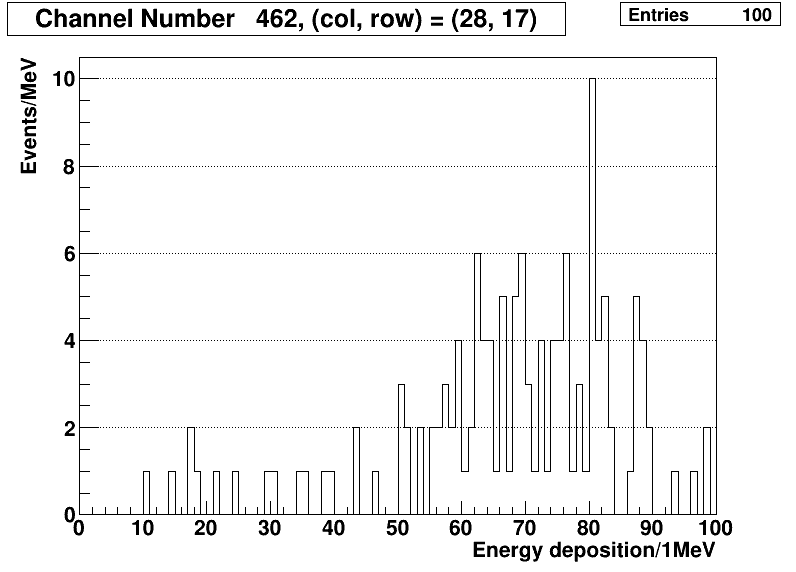 Channel Number 462, (col, row) = (28, 17)
Entries 100
Events/MeV
10
8
6
4
2
0
0 10 20 30 40 50 60 70 80 90 100
Energy deposition/1MeV